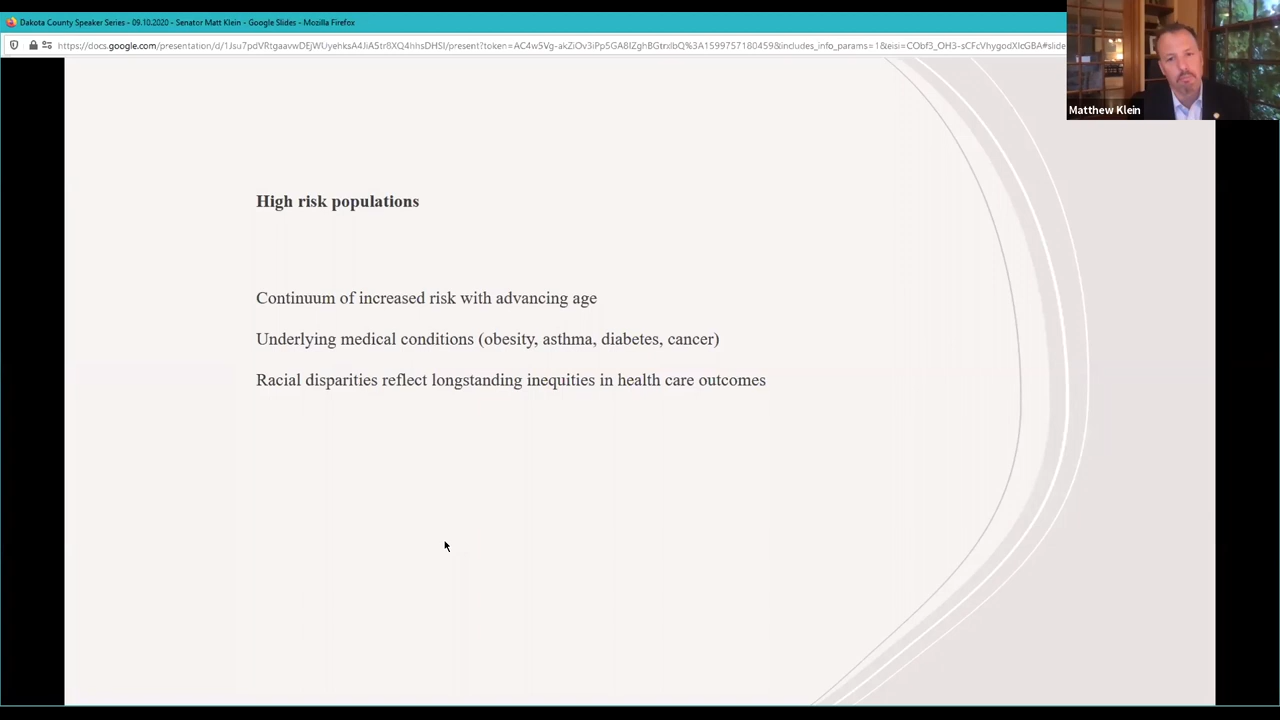 Dakota County Speaker Series - 09.10.2020 - Senator Matt Klein - Google Slides - Mozilla Firefox
Matthew Klein
High risk populations
Continuum of increased risk with advancing age
Underlying medical conditions (obesity, asthma, diabetes, cancer)
Racial disparities reflect longstanding inequities in health care outcomes